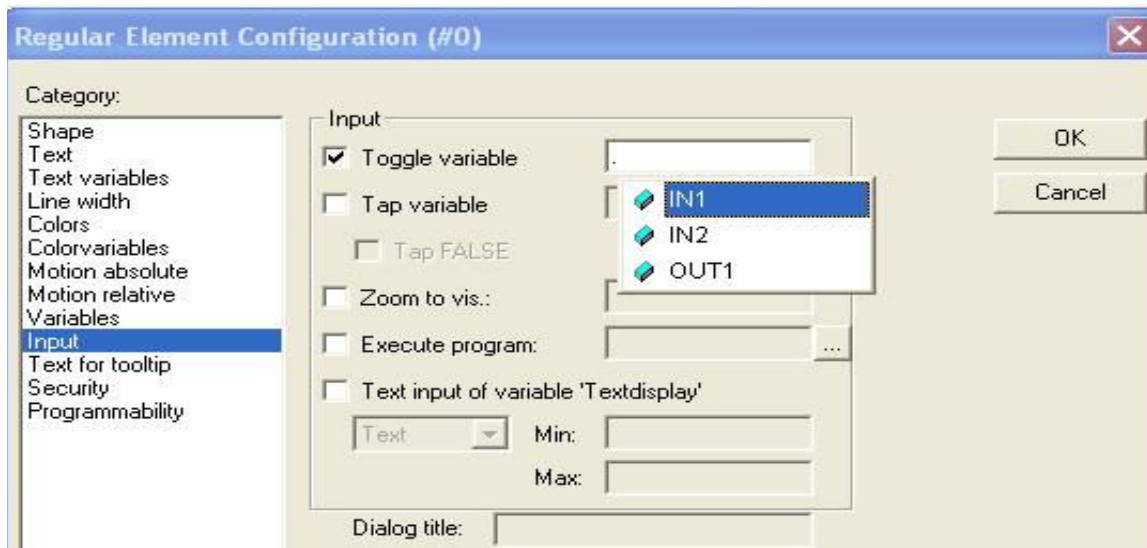 Regular Element Configuration (#0)
Category:
Shape
Text
Text variables
Line width
Colors
Colorvariables
Motion absolute
Motion relative
Variables
Input
Text for tooltip
Security
Programmability
Input
Toggle variable .
IN1
IN2
OUT1
Tap variable
Tap FALSE
Zoom to vis.:
Execute program: ...
Text input of variable 'Textdisplay'
Text Min:
Max:
Dialog title:
OK
Cancel